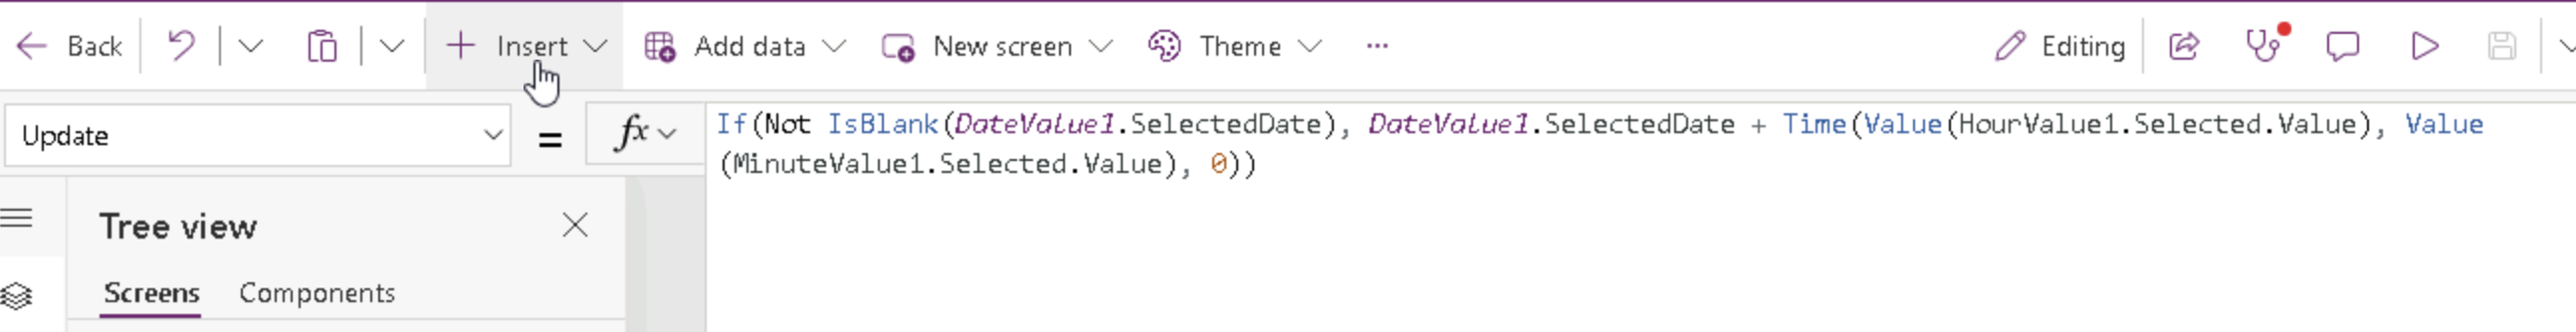 Back
Insert
Add data
New screen
Theme
...
Editing
Update
=
fx
If(Not IsBlank(DateValue1.SelectedDate), DateValue1.SelectedDate + Time(Value(HourValue1.Selected.Value), Value
(MinuteValue1.Selected.Value), 0))
Tree view
Screens
Components